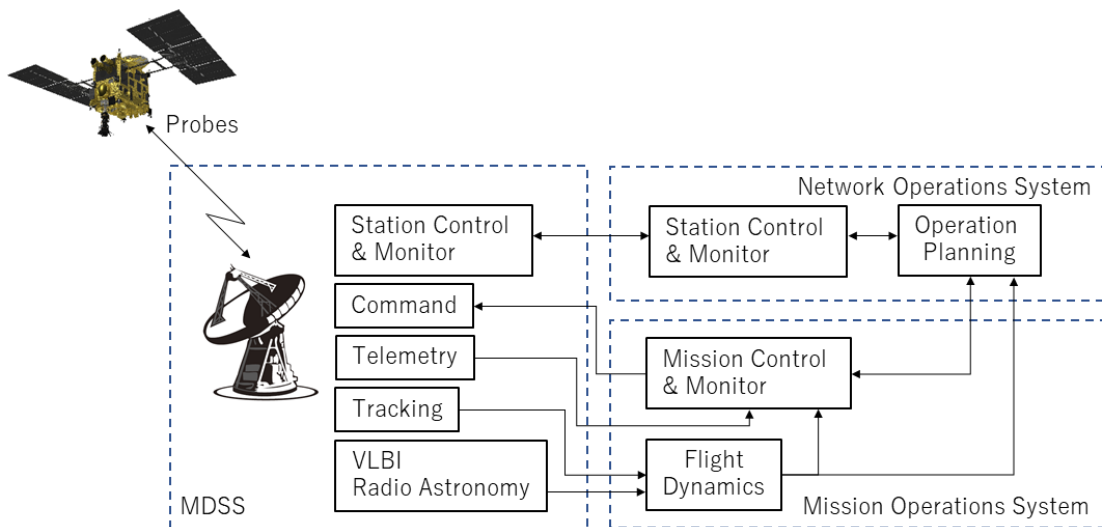 Probes
Network Operations System
Station Control
& Monitor
Station Control
& Monitor
Operation
Planning
Command
Telemetry
Mission Control
& Monitor
Tracking
VLBI
Radio Astronomy
Flight
Dynamics
MDSS
Mission Operations System